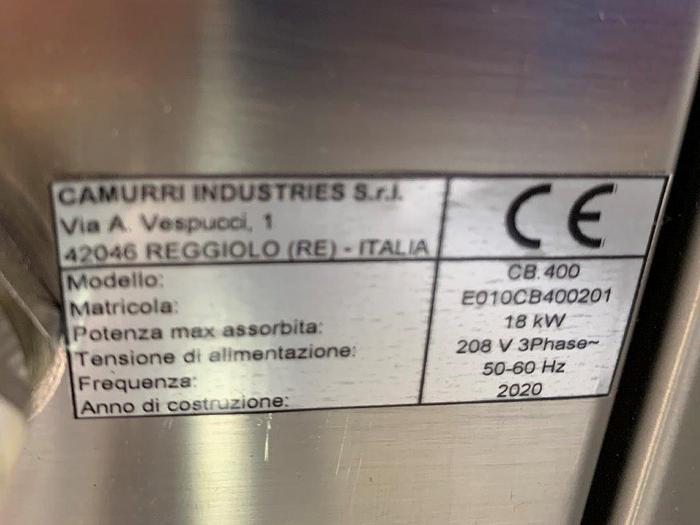 CAMURRI INDUSTRIES S.r.l.
Via A. Vespucci, 1
42046 REGGIOLO (RE) - ITALIA
CE
Modello: CB.400
Matricola: E010CB400201
Potenza max assorbita: 18 kW
Tensione di alimentazione: 208 V 3Phase~
Frequenza: 50-60 Hz
Anno di costruzione: 2020